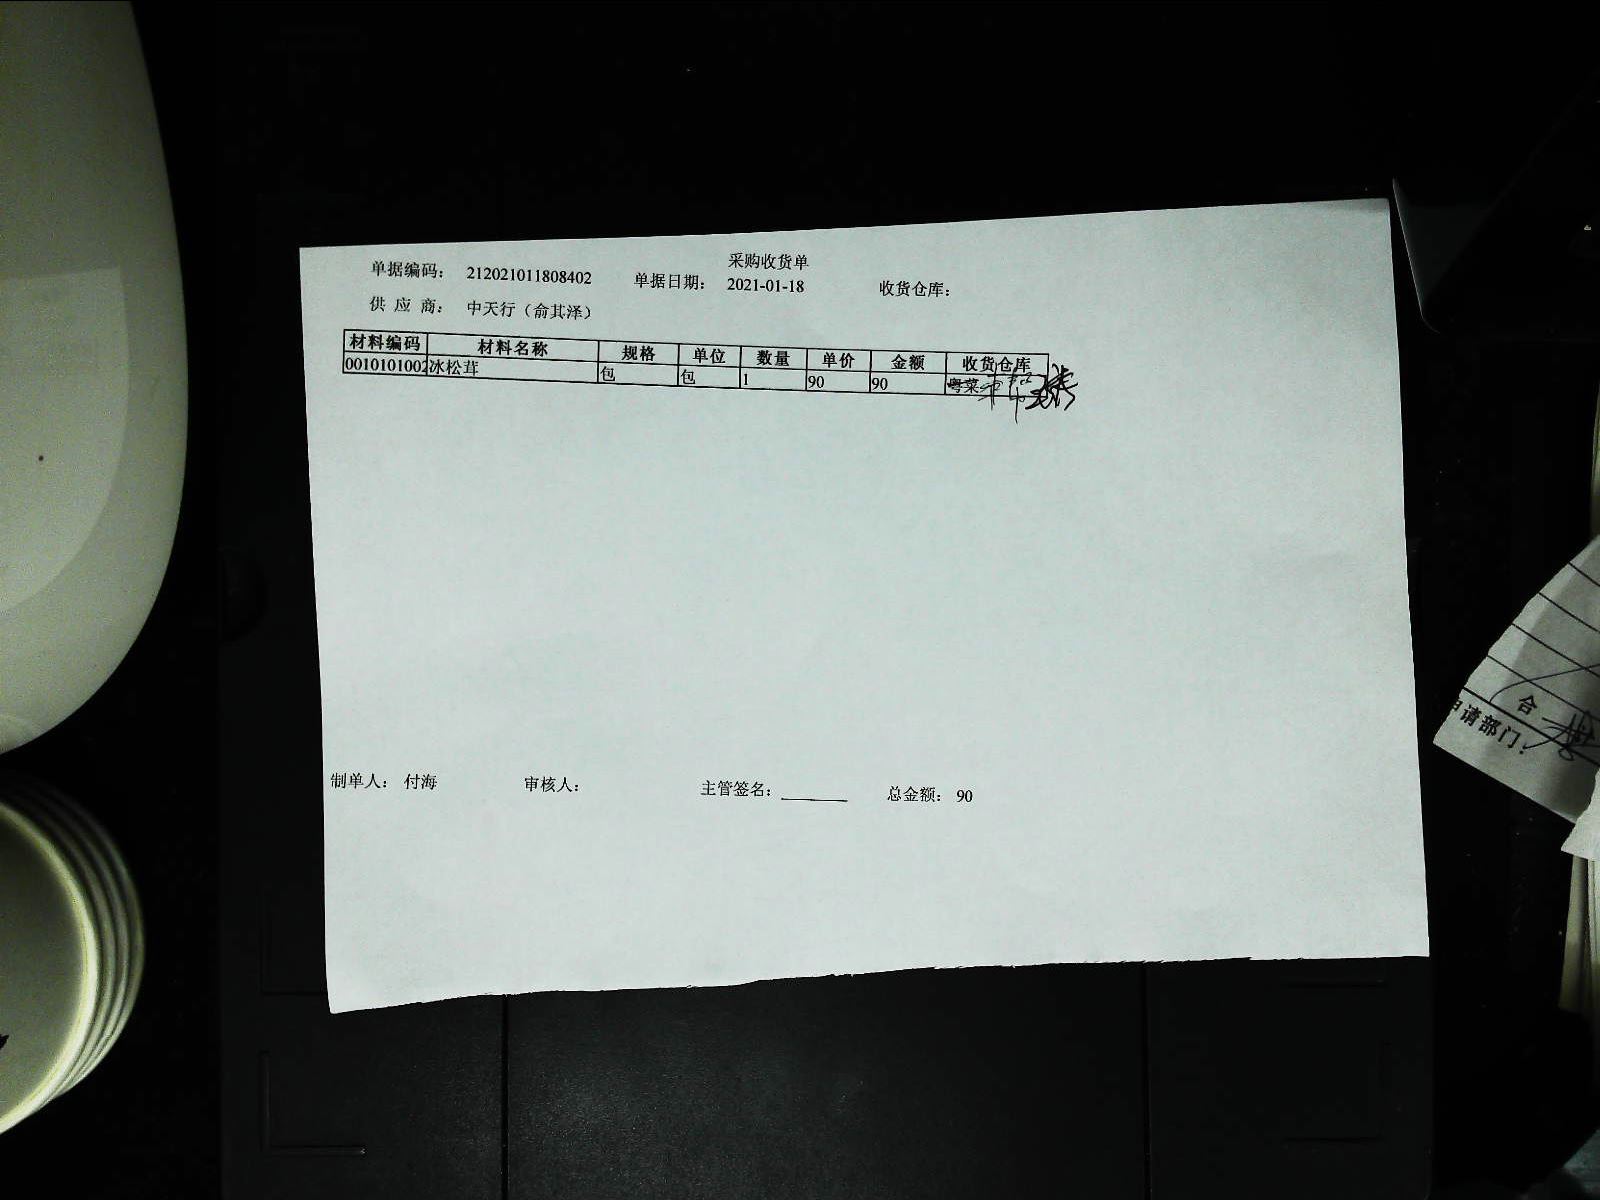 采购收货单
单据编码： 212021011808402 单据日期： 2021-01-18 收货仓库：
供 应 商： 中天行（俞其泽）
材料编码 材料名称 规格 单位 数量 单价 金额 收货仓库
0010101002 冰松茸 包 包 1 90 90 粤菜
制单人： 付海 审核人： 主管签名： 总金额： 90
合
申请部门：